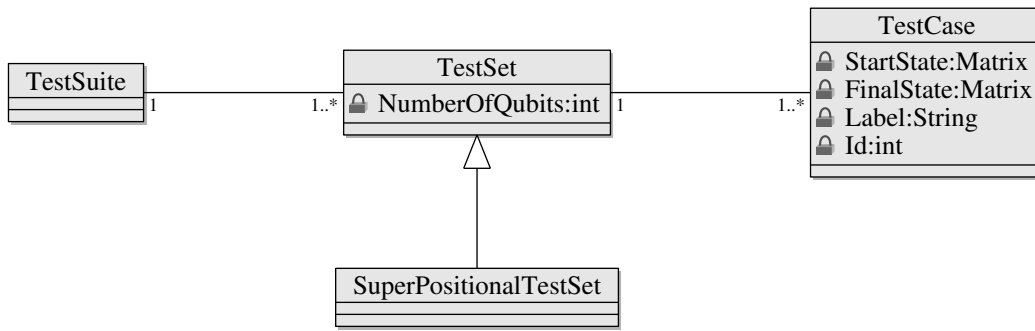 TestSuite
1
1..*
TestSet
NumberOfQubits:int
1
1..*
TestCase
StartState:Matrix
FinalState:Matrix
Label:String
Id:int
SuperPositionalTestSet